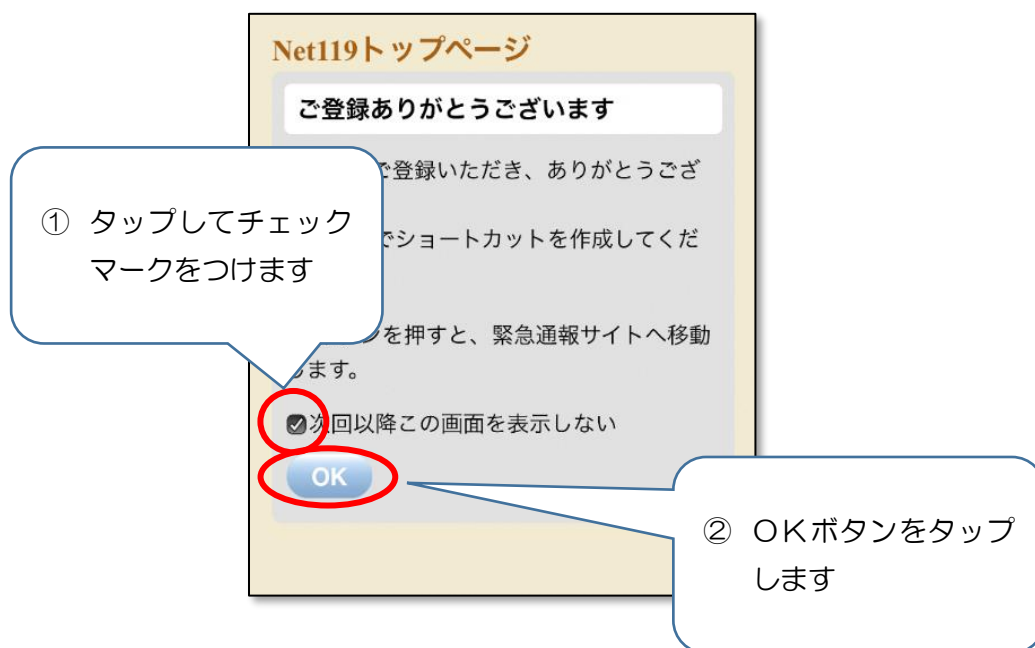 Net119トップページ
ご登録ありがとうございます
ご登録いただき、ありがとうござ
でショートカットを作成してくだ
を押すと、緊急通報サイトへ移動
します。
次回以降この画面を表示しない
OK
① タップしてチェック
マークをつけます
② OKボタンをタップ
します